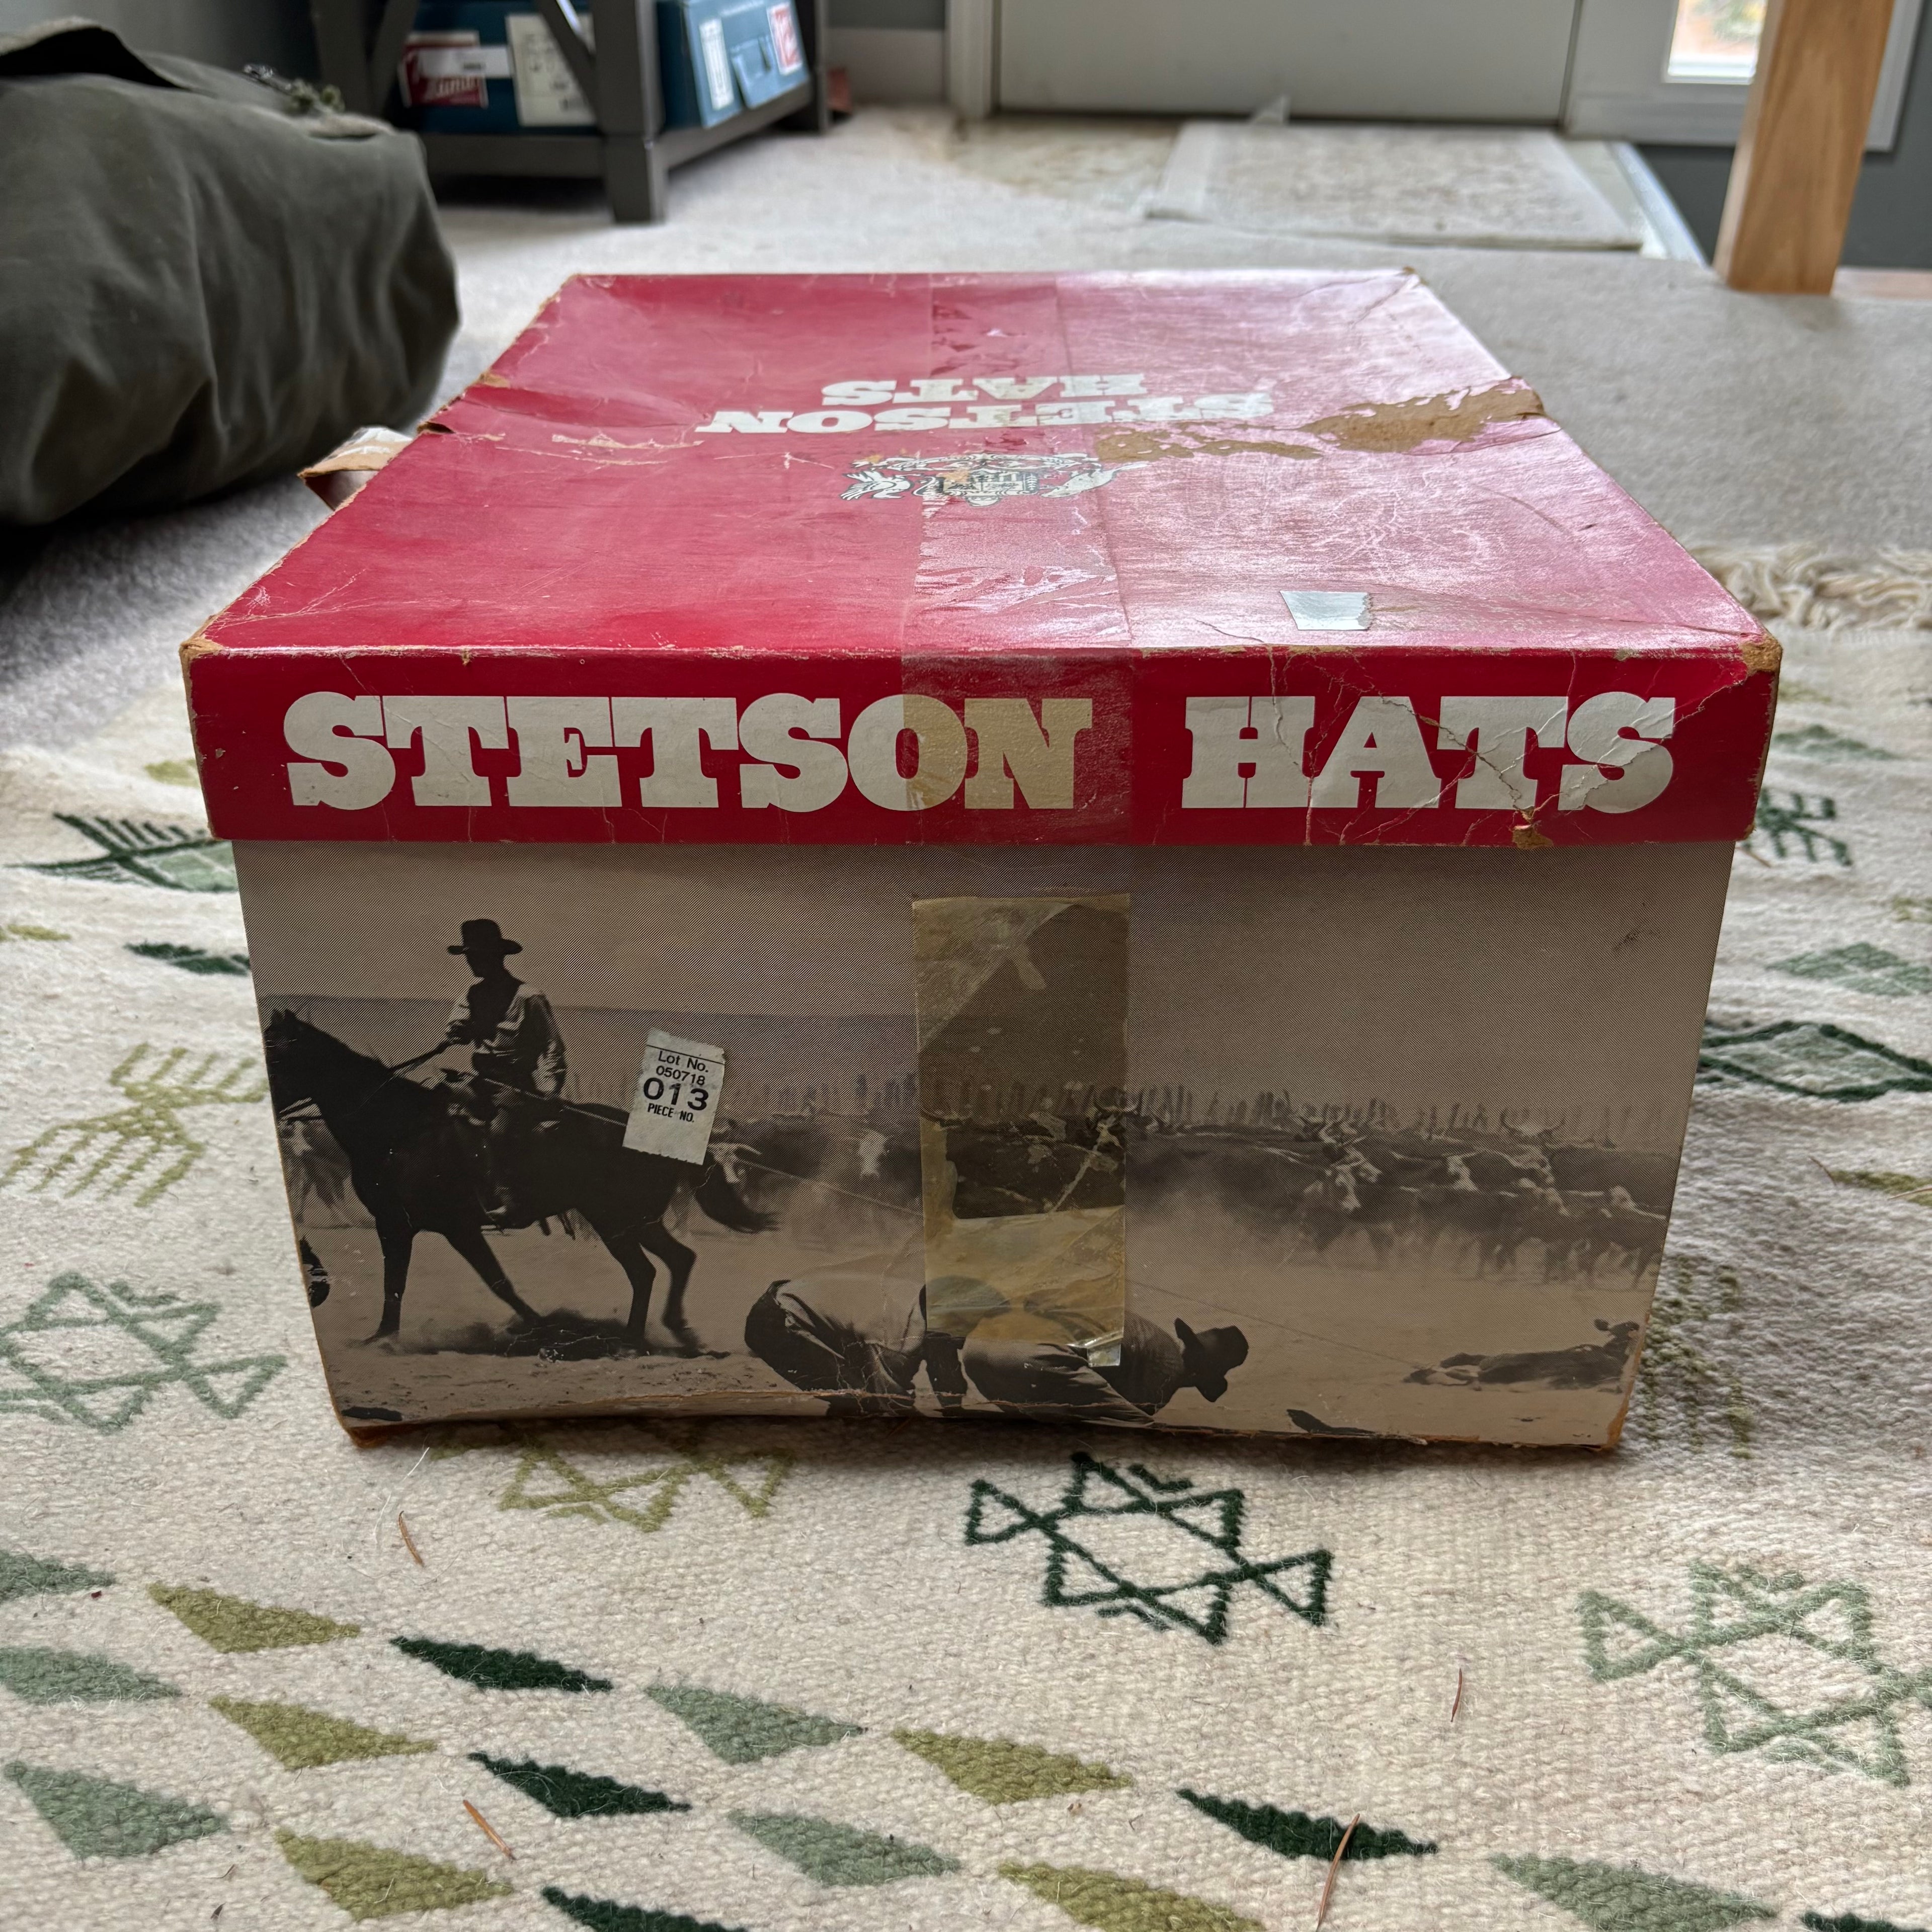 STETSON
HATS
STETSON HATS
Lot No.
050718
013
PIECE NO.